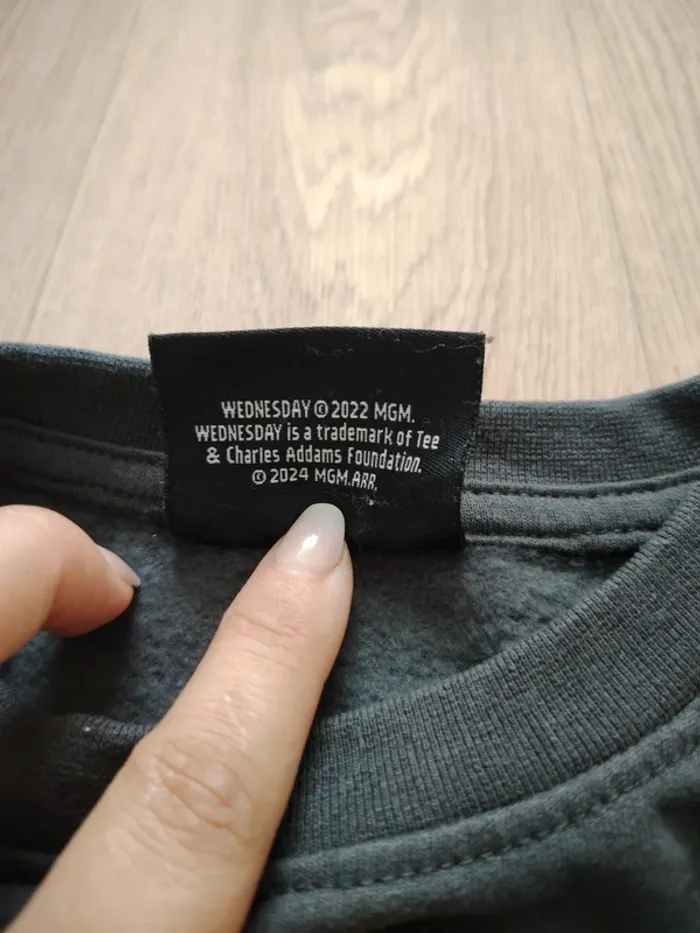 WEDNESDAY © 2022 MGM.
WEDNESDAY is a trademark of Tee
& Charles Addams Foundation.
© 2024 MGM.ARR.